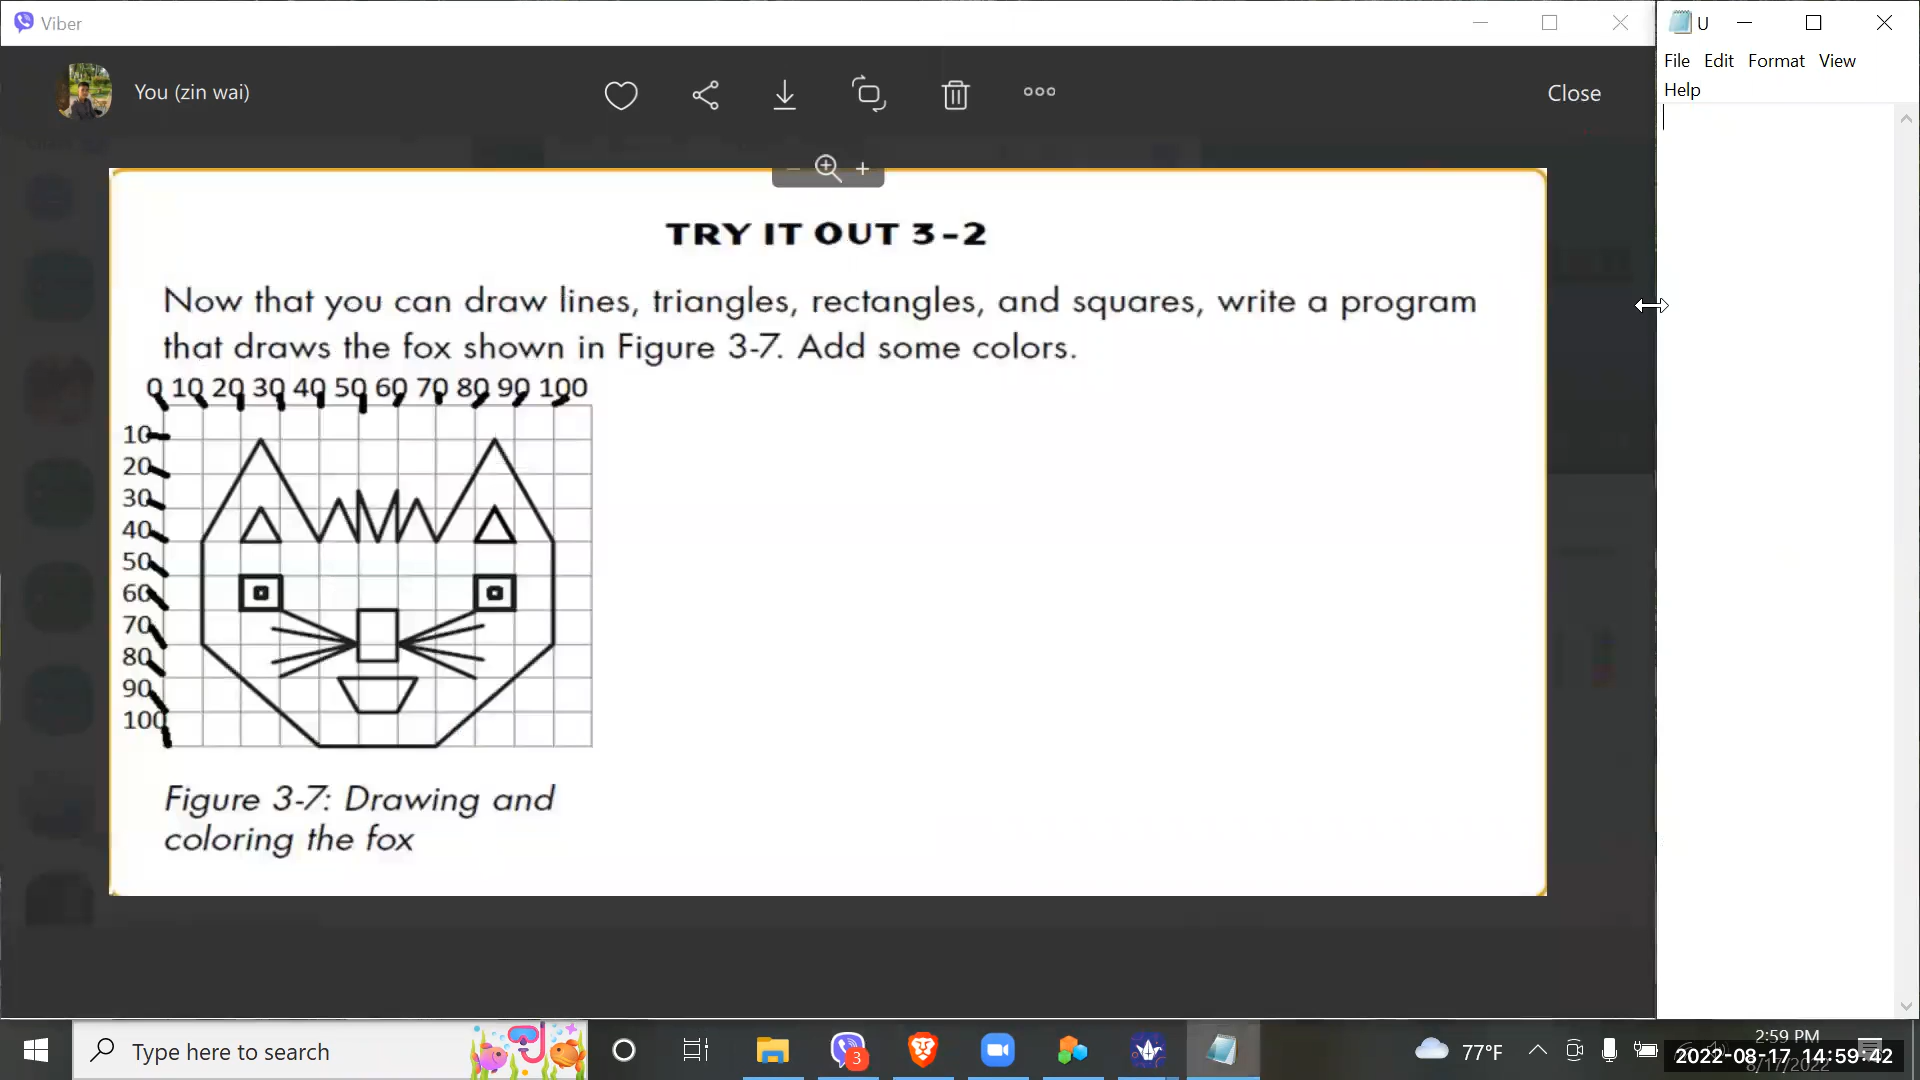 Viber
U
File Edit Format View
Help
You (zin wai)
Close
TRY IT OUT 3-2
Now that you can draw lines, triangles, rectangles, and squares, write a program
that draws the fox shown in Figure 3-7. Add some colors.
0 10 20 30 40 50 60 70 80 90 100
10
20
30
40
50
60
70
80
90
100
Figure 3-7: Drawing and
coloring the fox
Type here to search
3
77°F
2:59 PM
2022-08-17 14:59:42
8/17/2022